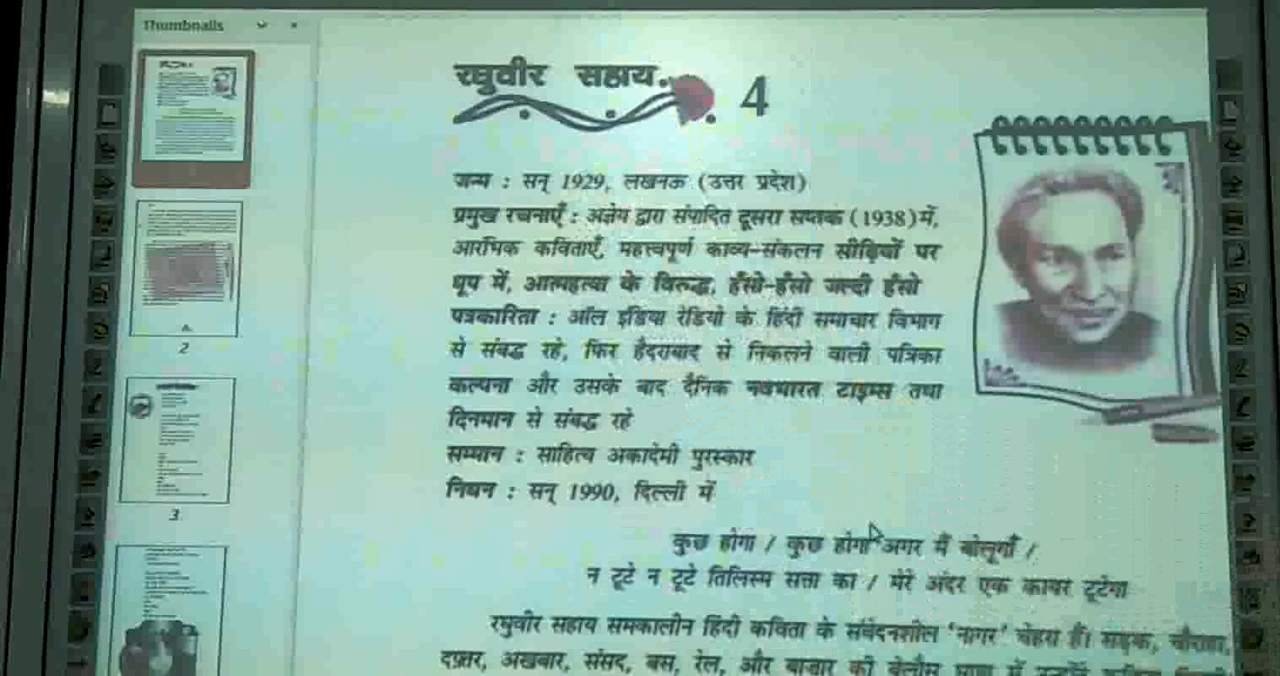 Thumbnails
रघुवीर सहाय
4
जन्म : सन् 1929, लखनऊ (उत्तर प्रदेश)
प्रमुख रचनाएँ : अज्ञेय द्वारा संपादित दूसरा सप्तक (1938) में,
आरंभिक कविताएँ, महत्त्वपूर्ण काव्य-संकलन सीढ़ियों पर
धूप में, आत्महत्या के विरुद्ध, हँसो-हँसो जल्दी हँसो
पत्रकारिता : ऑल इंडिया रेडियो के हिंदी समाचार विभाग
से संबद्ध रहे, फिर हैदराबाद से निकलने वाली पत्रिका
कल्पना और उसके बाद दैनिक नवभारत टाइम्स तथा
दिनमान से संबद्ध रहे
सम्मान : साहित्य अकादेमी पुरस्कार
निधन : सन् 1990, दिल्ली में
कुछ होगा / कुछ होगा अगर मैं बोलूगाँ /
न टूटे न टूटे तिलिस्म सत्ता का / मेरे अंदर एक कायर टूटेगा
रघुवीर सहाय समकालीन हिंदी कविता के संवेदनशील 'नागर' चेहरा हैं। सड़क, चौराहा,
दफ़्तर, अखबार, संसद, बस, रेल, और बाज़ार की बेलौस भाषा में उन्होंने
2
3